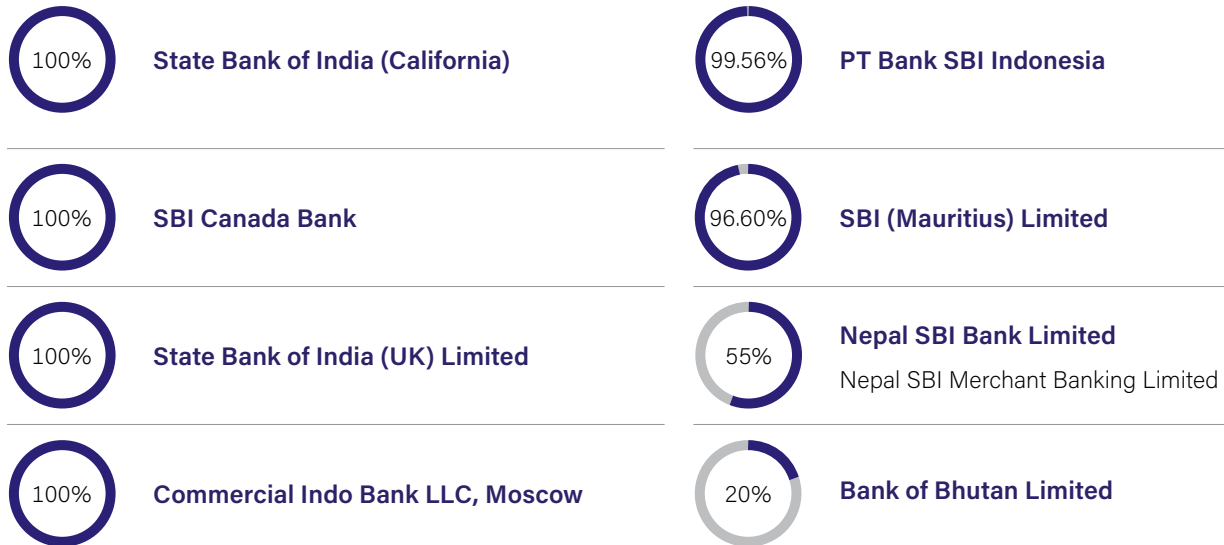 100%
State Bank of India (California)
99.56%
PT Bank SBI Indonesia
100%
SBI Canada Bank
96.60%
SBI (Mauritius) Limited
100%
State Bank of India (UK) Limited
55%
Nepal SBI Bank Limited
Nepal SBI Merchant Banking Limited
100%
Commercial Indo Bank LLC, Moscow
20%
Bank of Bhutan Limited